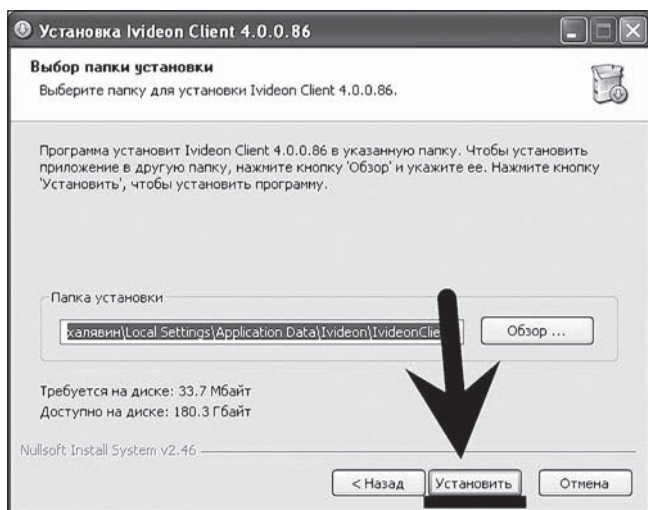 Установка Ivideon Client 4.0.0.86
Выбор папки установки
Выберите папку для установки Ivideon Client 4.0.0.86.
Программа установит Ivideon Client 4.0.0.86 в указанную папку. Чтобы установить
приложение в другую папку, нажмите кнопку 'Обзор' и укажите ее. Нажмите кнопку
'Установить', чтобы установить программу.
Папка установки
халявин\Local Settings\Application Data\Ivideon\IvideonClie
Обзор ...
Требуется на диске: 33.7 Мбайт
Доступно на диске: 180.3 Гбайт
Nullsoft Install System v2.46
< Назад
Установить
Отмена